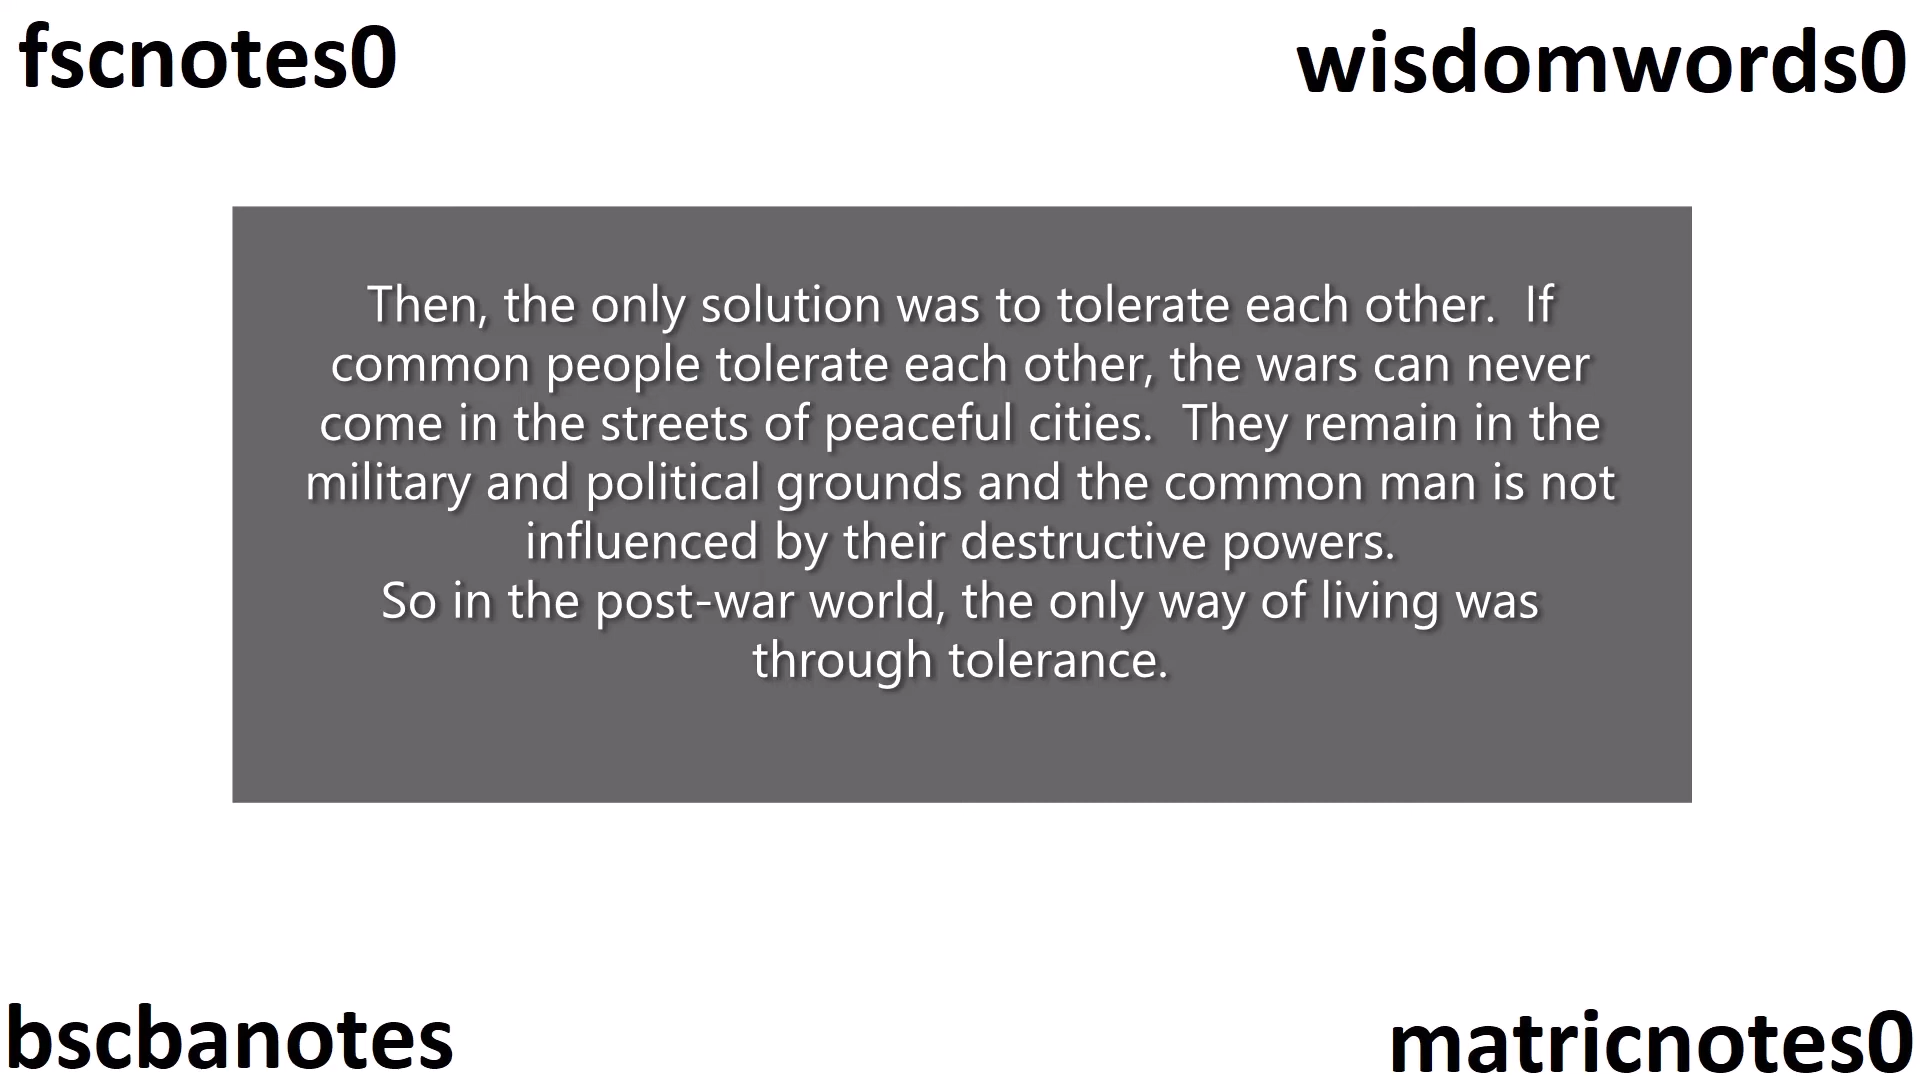 fscnotes0
wisdomwords0
Then, the only solution was to tolerate each other.  If
common people tolerate each other, the wars can never
come in the streets of peaceful cities.  They remain in the
military and political grounds and the common man is not
influenced by their destructive powers.
So in the post-war world, the only way of living was
through tolerance.
bscbanotes
matricnotes0